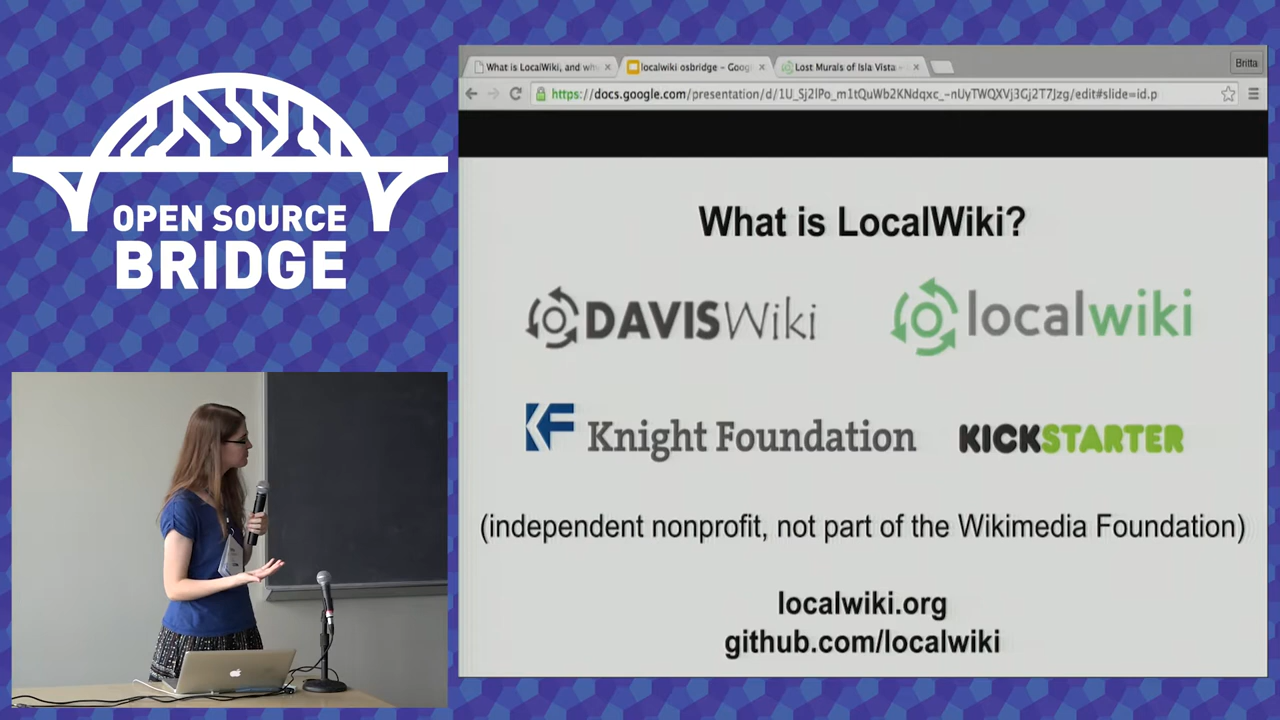 OPEN SOURCE
BRIDGE
What is LocalWiki, and wh
localwiki osbridge – Goog
Lost Murals of Isla Vista
Britta
https://docs.google.com/presentation/d/1U_Sj2lPo_m1tQuWb2KNdqxc_-nUyTWQXVj3Gj2T7Jzg/edit#slide=id.p
What is LocalWiki?
DAVISWiki
localwiki
KF Knight Foundation
KICKSTARTER
(independent nonprofit, not part of the Wikimedia Foundation)
localwiki.org
github.com/localwiki